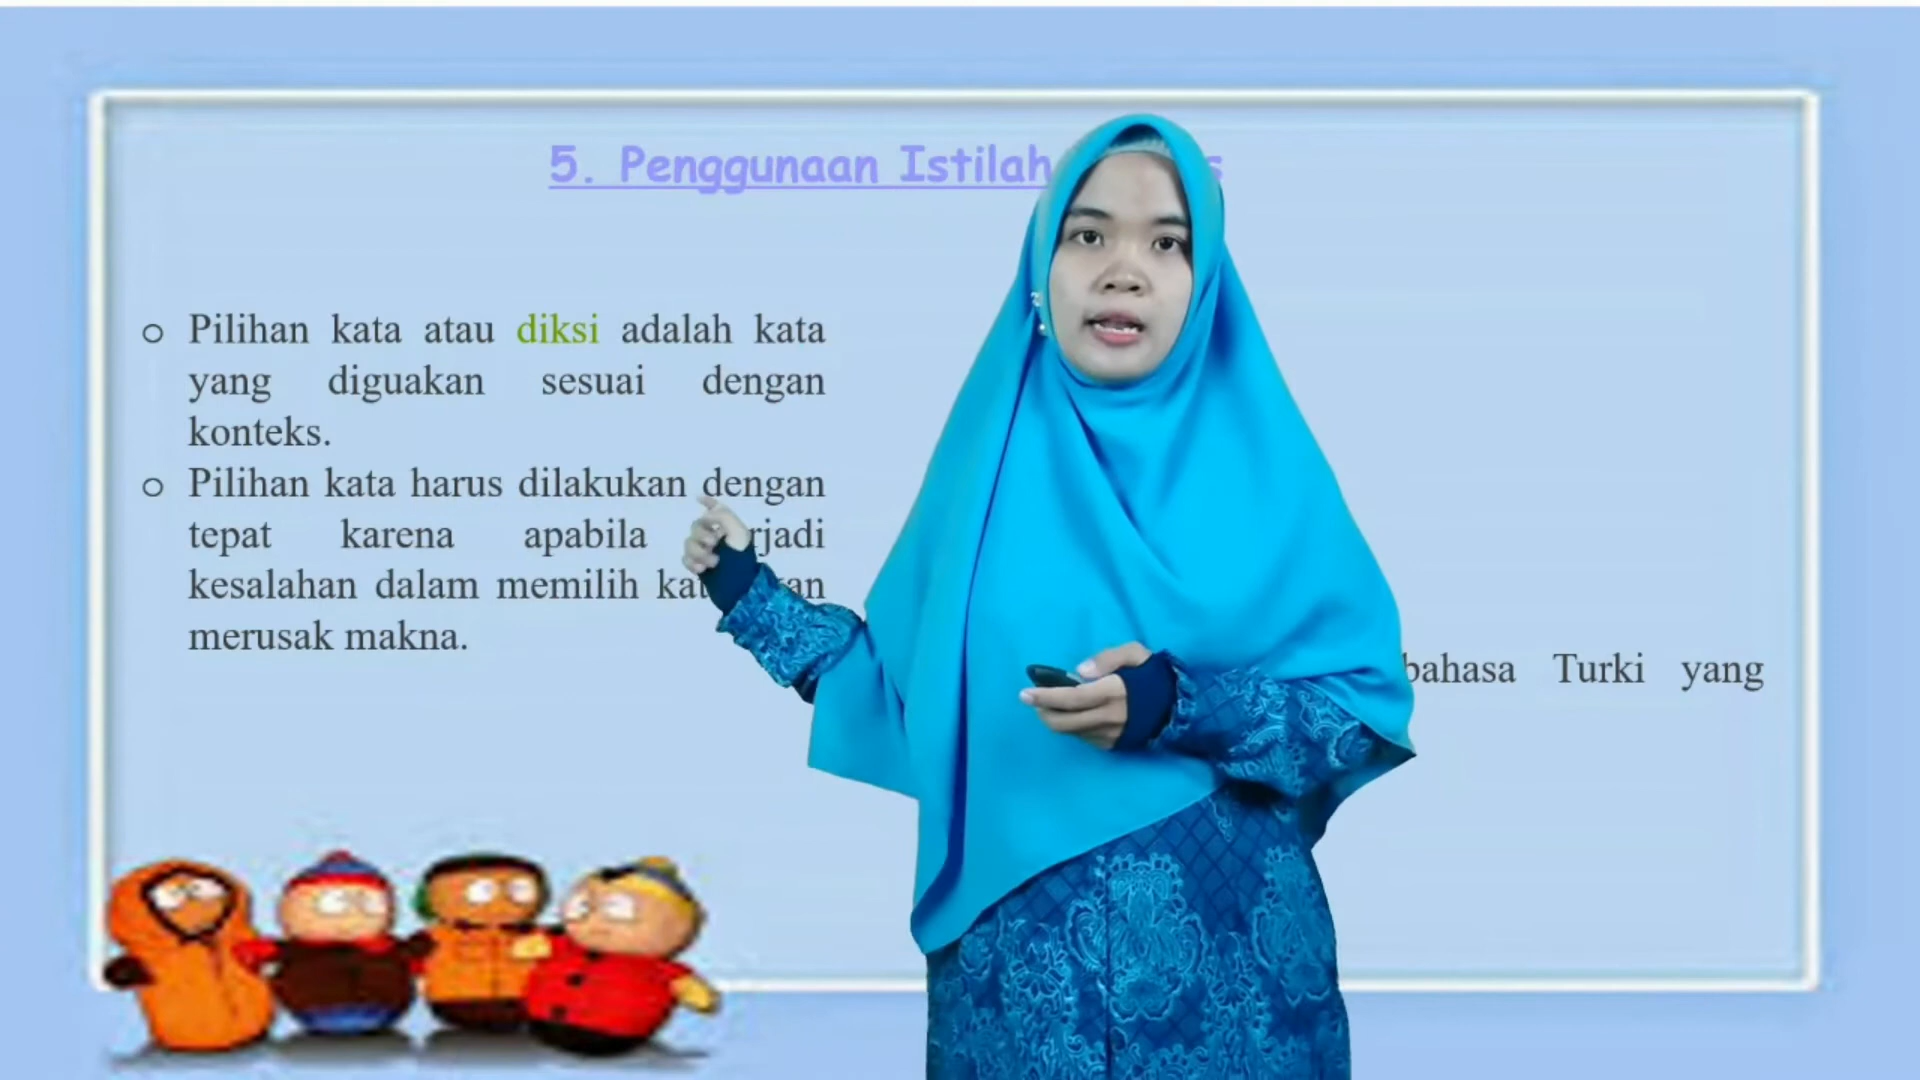 5. Penggunaan Istilah
Pilihan kata atau diksi adalah kata
yang diguakan sesuai dengan
konteks.
Pilihan kata harus dilakukan dengan
tepat karena apabila
kesalahan dalam memilih
merusak makna.
bahasa Turki yang